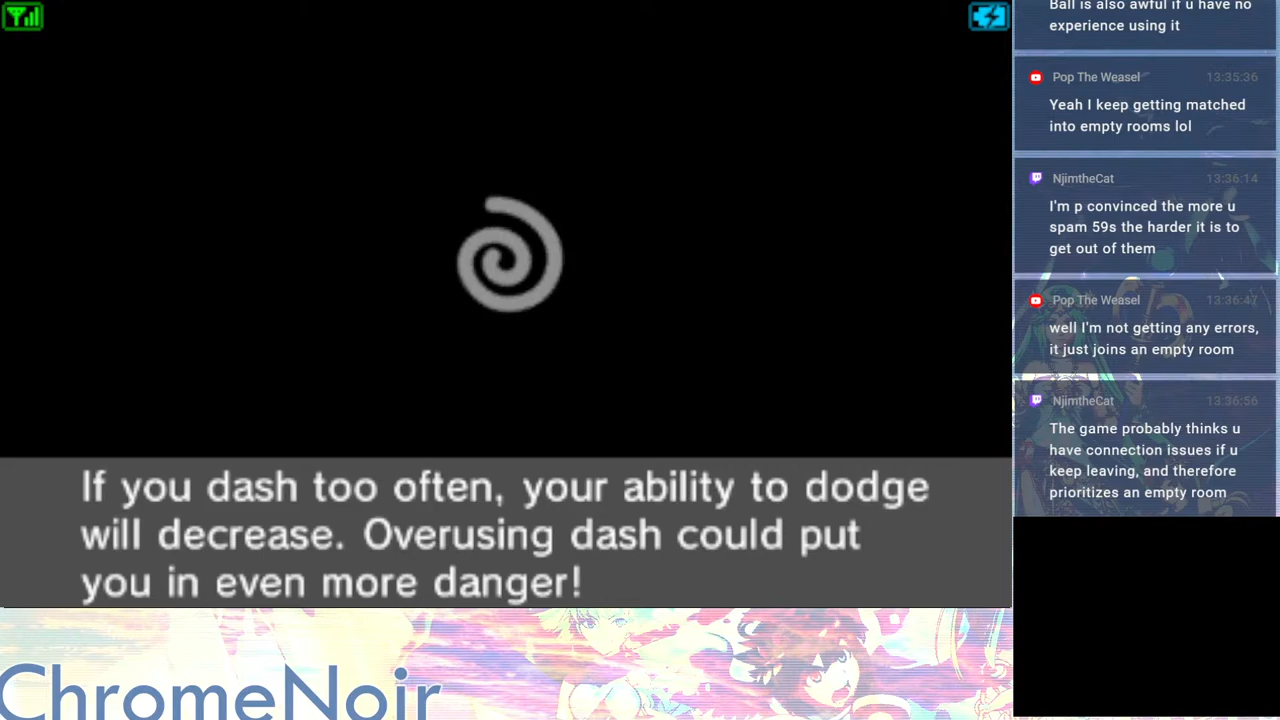 If you dash too often, your ability to dodge
will decrease. Overusing dash could put
you in even more danger!
ChromeNoir
Ball is also awful if u have no
experience using it
Pop The Weasel 13:35:36
Yeah I keep getting matched
into empty rooms lol
NjimtheCat 13:36:14
I'm p convinced the more u
spam 59s the harder it is to
get out of them
Pop The Weasel 13:36:47
well I'm not getting any errors,
it just joins an empty room
NjimtheCat 13:36:56
The game probably thinks u
have connection issues if u
keep leaving, and therefore
prioritizes an empty room